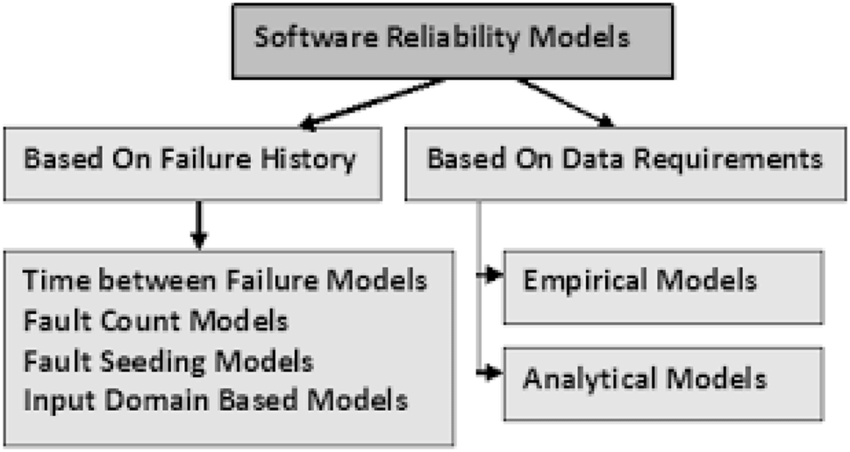 Software Reliability Models
Based On Failure History
Based On Data Requirements
Time between Failure Models
Fault Count Models
Fault Seeding Models
Input Domain Based Models
Empirical Models
Analytical Models